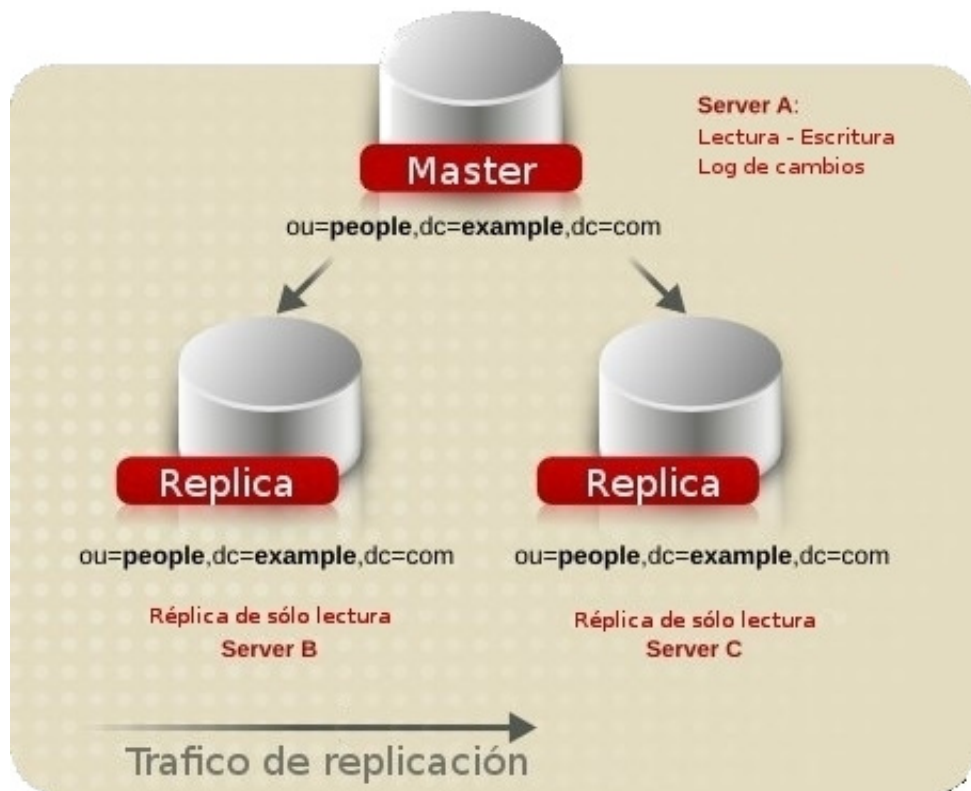 Server A:
Lectura - Escritura
Log de cambios
Master
ou=people,dc=example,dc=com
Replica
Replica
ou=people,dc=example,dc=com
ou=people,dc=example,dc=com
Réplica de sólo lectura
Server B
Réplica de sólo lectura
Server C
Trafico de replicación